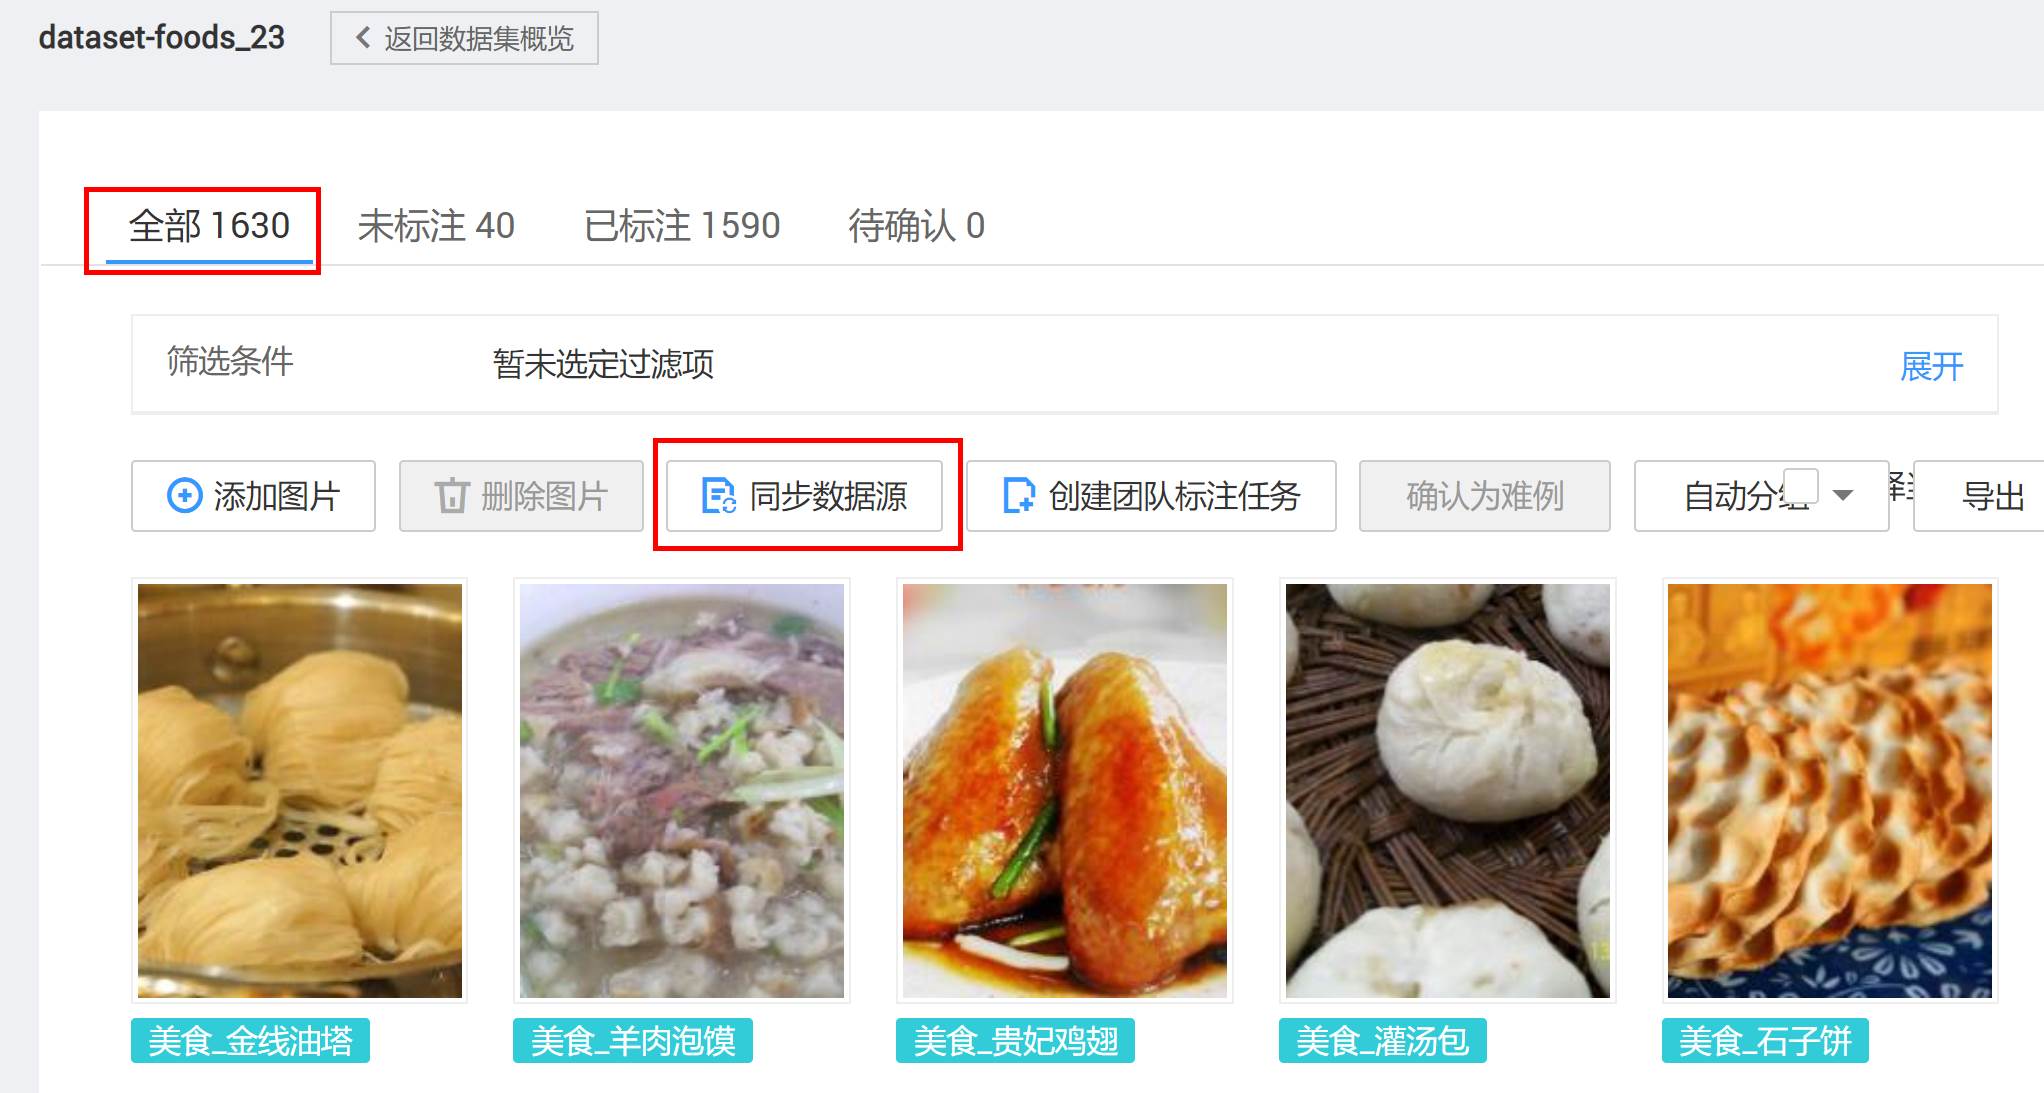 dataset-foods_23
返回数据集概览
全部 1630 未标注 40 已标注 1590 待确认 0
筛选条件 暂未选定过滤项 展开
添加图片 删除图片 同步数据源 创建团队标注任务 确认为难例 自动分组 导出
美食_金线油塔 美食_羊肉泡馍 美食_贵妃鸡翅 美食_灌汤包 美食_石子饼